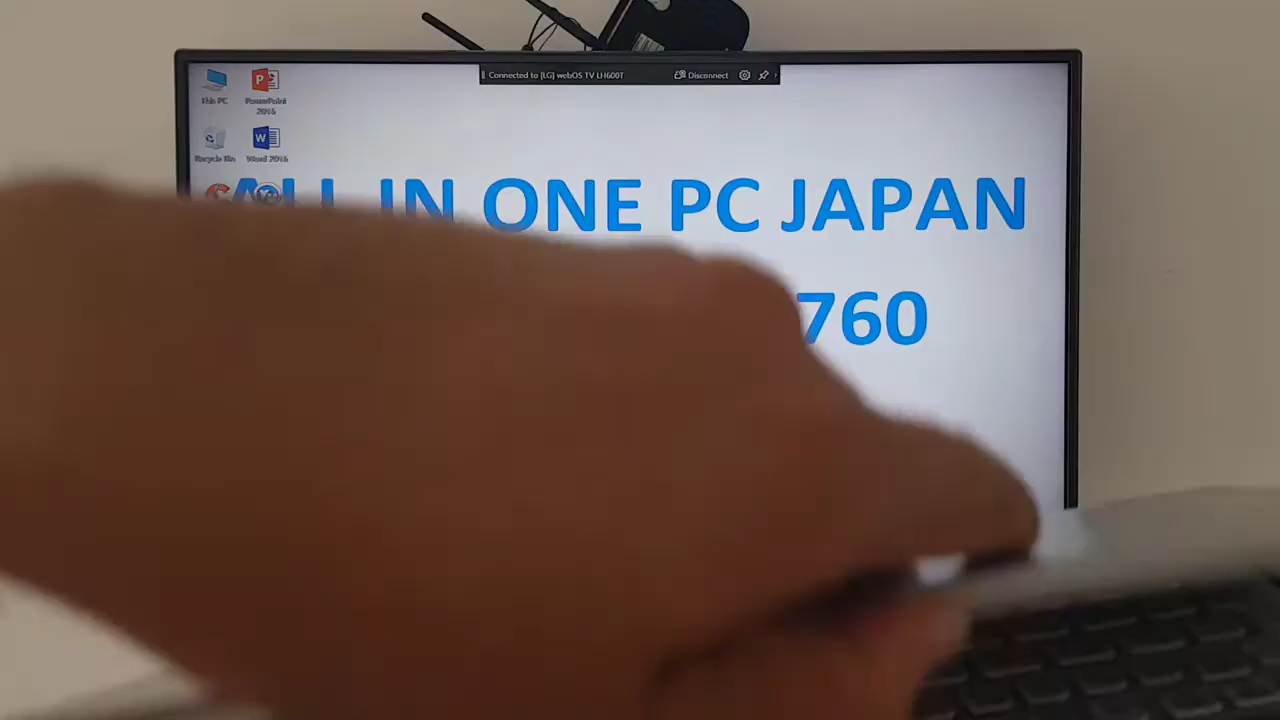 Connected to [LG] webOS TV LH600T
Disconnect
This PC
PowerPoint
2016
Recycle Bin
Word 2016
ALL IN ONE PC JAPAN
760